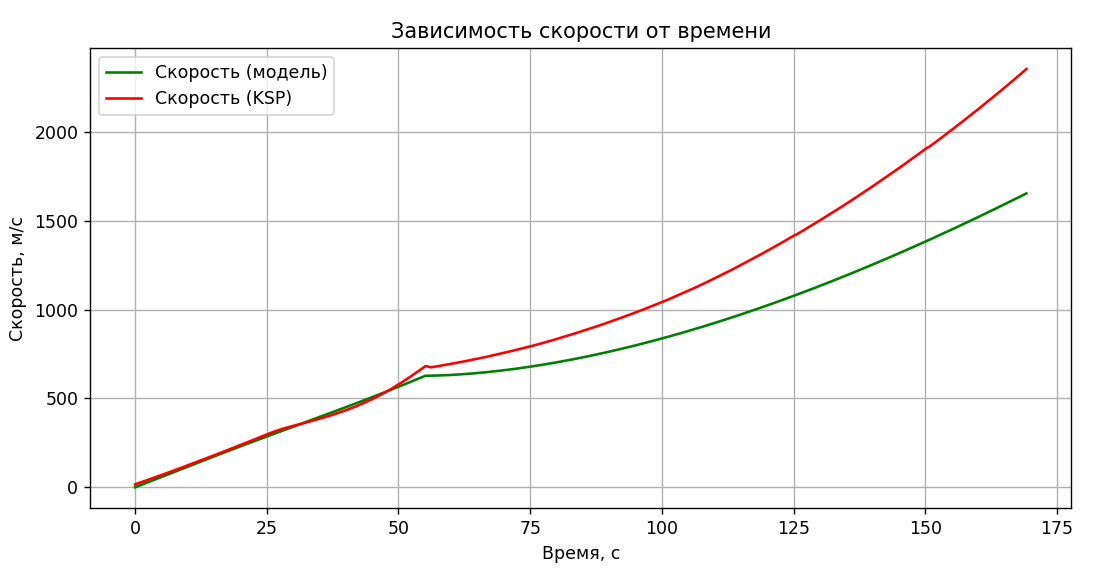 Зависимость скорости от времени
Скорость (модель)
Скорость (KSP)
Скорость, м/с
2000
1500
1000
500
0
0 25 50 75 100 125 150 175
Время, с